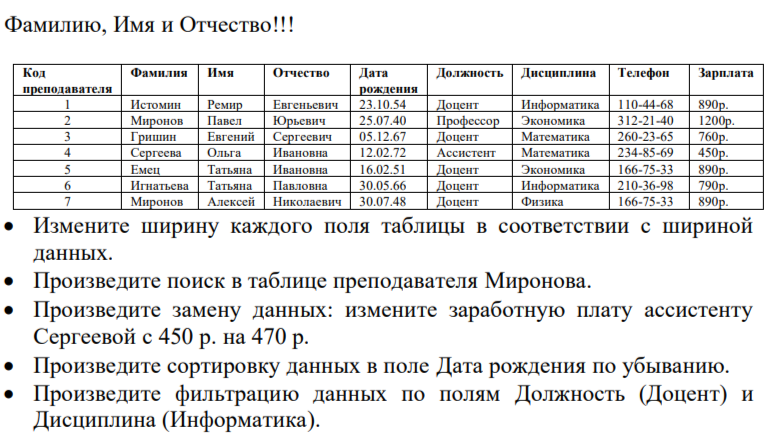 Фамилию, Имя и Отчество!!!
Код преподавателя Фамилия Имя Отчество Дата рождения Должность Дисциплина Телефон Зарплата
1 Истомин Ремир Евгеньевич 23.10.54 Доцент Информатика 110-44-68 890р.
2 Миронов Павел Юрьевич 25.07.40 Профессор Экономика 312-21-40 1200р.
3 Гришин Евгений Сергеевич 05.12.67 Доцент Математика 260-23-65 760р.
4 Сергеева Ольга Ивановна 12.02.72 Ассистент Математика 234-85-69 450р.
5 Емец Татьяна Ивановна 16.02.51 Доцент Экономика 166-75-33 890р.
6 Игнатьева Татьяна Павловна 30.05.66 Доцент Информатика 210-36-98 790р.
7 Миронов Алексей Николаевич 30.07.48 Доцент Физика 166-75-33 890р.
• Измените ширину каждого поля таблицы в соответствии с шириной
данных.
• Произведите поиск в таблице преподавателя Миронова.
• Произведите замену данных: измените заработную плату ассистенту
Сергеевой с 450 р. на 470 р.
• Произведите сортировку данных в поле Дата рождения по убыванию.
• Произведите фильтрацию данных по полям Должность (Доцент) и
Дисциплина (Информатика).